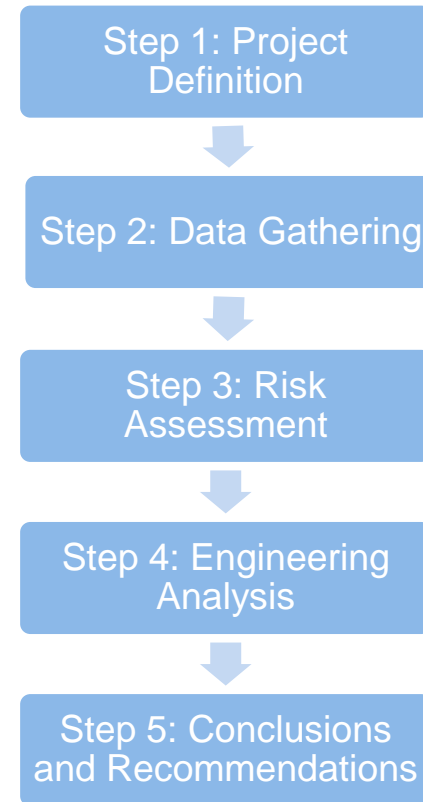 Step 1: Project
Definition
Step 2: Data Gathering
Step 3: Risk
Assessment
Step 4: Engineering
Analysis
Step 5: Conclusions
and Recommendations